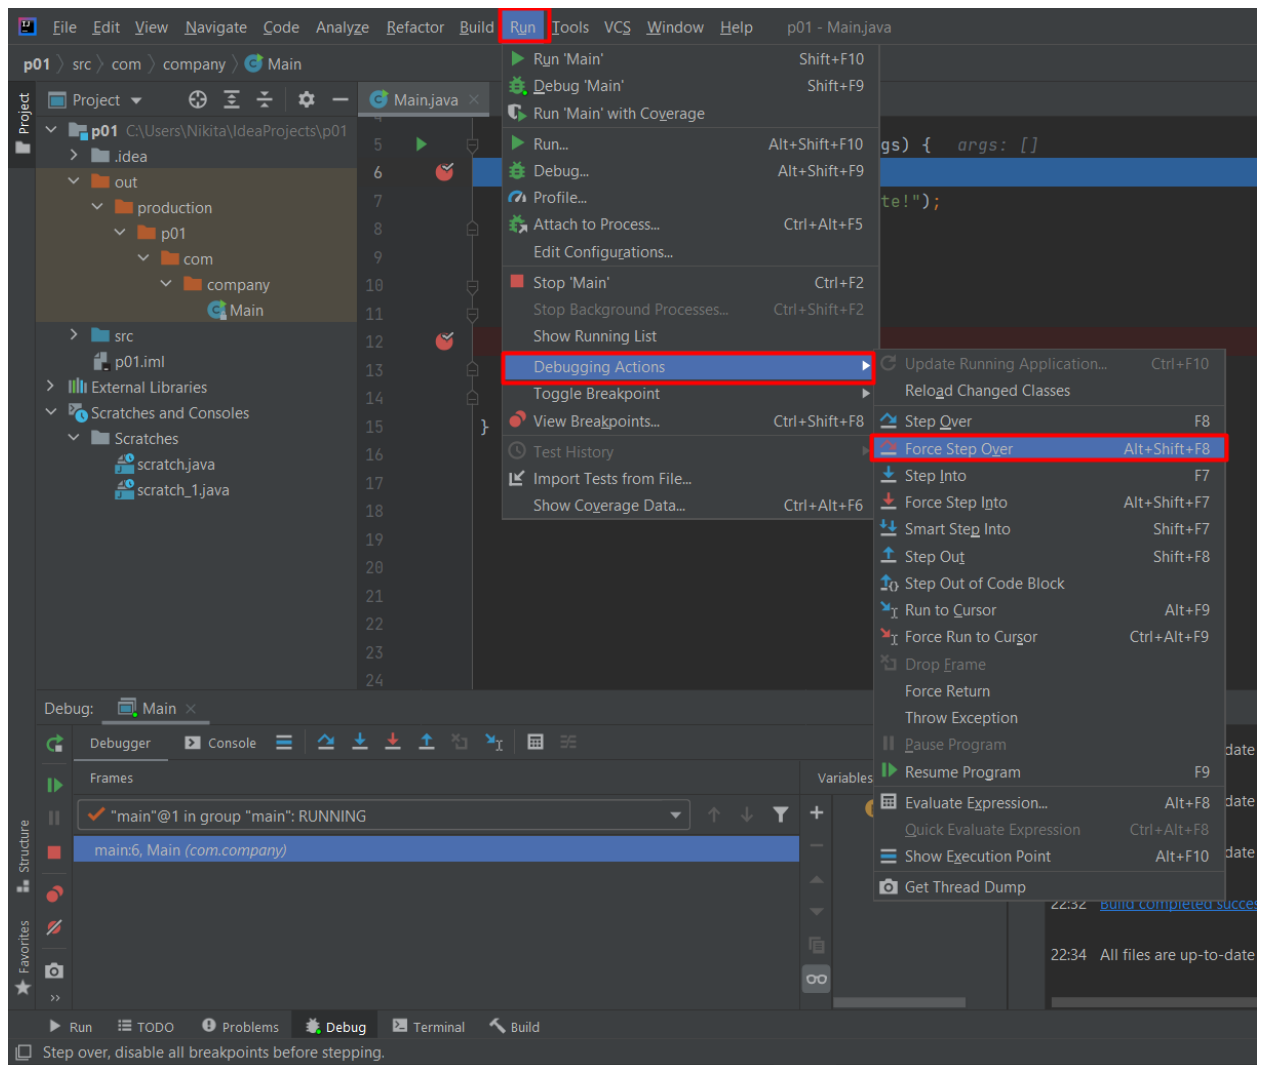 File Edit View Navigate Code Analyze Refactor Build Run Tools VCS Window Help p01 - Main.java
p01 src com company Main
Project
Project
Main.java
p01 C:\Users\Nikita\IdeaProjects\p01
.idea
out
production
p01
com
company
Main
src
p01.iml
External Libraries
Scratches and Consoles
Scratches
scratch.java
scratch_1.java
5
6
7
8
9
10
11
12
13
14
15 }
16
17
18
19
20
21
22
23
24
gs) { args: []
te!");
Run 'Main' Shift+F10
Debug 'Main' Shift+F9
Run 'Main' with Coverage
Run... Alt+Shift+F10
Debug... Alt+Shift+F9
Profile...
Attach to Process... Ctrl+Alt+F5
Edit Configurations...
Stop 'Main' Ctrl+F2
Stop Background Processes... Ctrl+Shift+F2
Show Running List
Debugging Actions
Toggle Breakpoint
View Breakpoints... Ctrl+Shift+F8
Test History
Import Tests from File...
Show Coverage Data... Ctrl+Alt+F6
Update Running Application... Ctrl+F10
Reload Changed Classes
Step Over F8
Force Step Over Alt+Shift+F8
Step Into F7
Force Step Into Alt+Shift+F7
Smart Step Into Shift+F7
Step Out Shift+F8
Step Out of Code Block
Run to Cursor Alt+F9
Force Run to Cursor Ctrl+Alt+F9
Drop Frame
Force Return
Throw Exception
Pause Program
Resume Program F9
Evaluate Expression... Alt+F8
Quick Evaluate Expression Ctrl+Alt+F8
Show Execution Point Alt+F10
Get Thread Dump
Debug: Main
Debugger Console
Frames
Variables
"main"@1 in group "main": RUNNING
main:6, Main (com.company)
date
date
date
22:32 Build completed succes
22:34 All files are up-to-date
Structure
Favorites
Run TODO Problems Debug Terminal Build
Step over, disable all breakpoints before stepping.